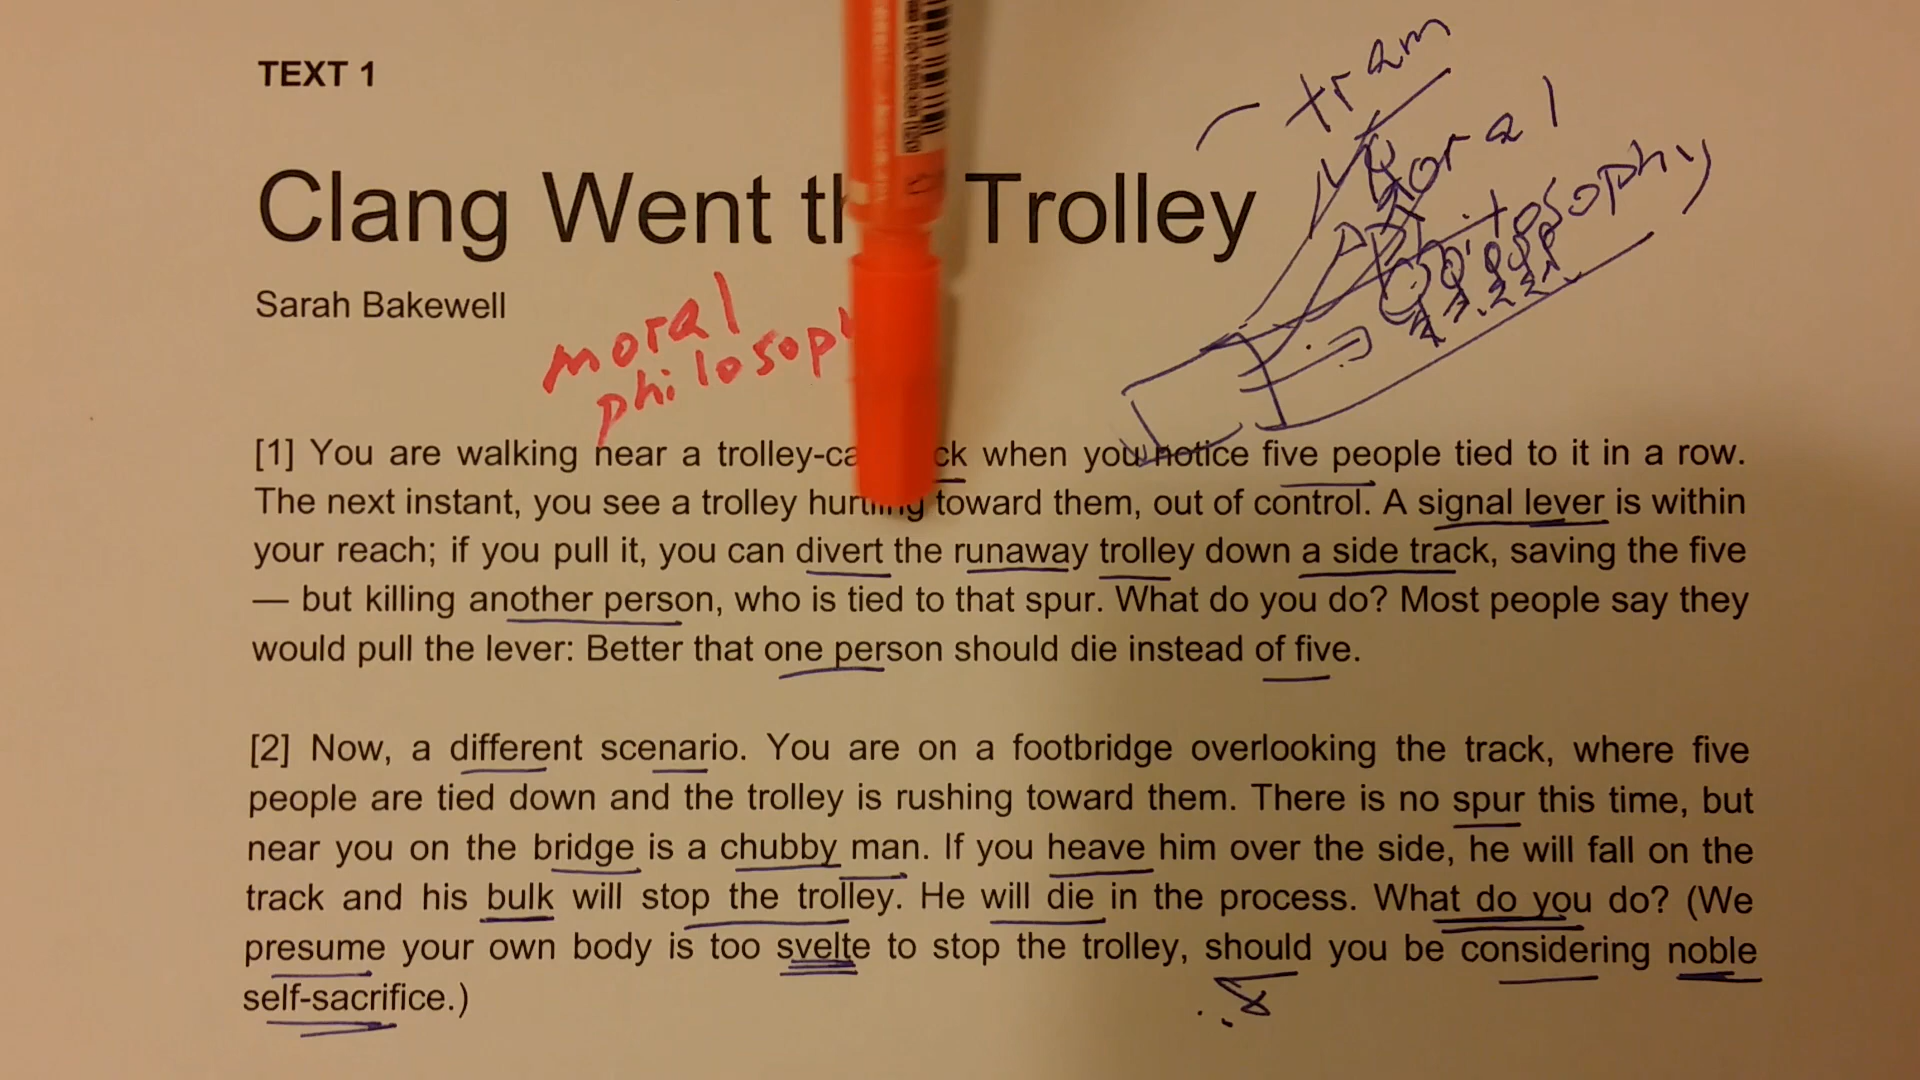 TEXT 1
tram
Clang Went th Trolley
moral
philosophy
Sarah Bakewell
moral
philosoph
[1] You are walking near a trolley-ca ck when you notice five people tied to it in a row.
The next instant, you see a trolley hurtling toward them, out of control. A signal lever is within
your reach; if you pull it, you can divert the runaway trolley down a side track, saving the five
— but killing another person, who is tied to that spur. What do you do? Most people say they
would pull the lever: Better that one person should die instead of five.
[2] Now, a different scenario. You are on a footbridge overlooking the track, where five
people are tied down and the trolley is rushing toward them. There is no spur this time, but
near you on the bridge is a chubby man. If you heave him over the side, he will fall on the
track and his bulk will stop the trolley. He will die in the process. What do you do? (We
presume your own body is too svelte to stop the trolley, should you be considering noble
self-sacrifice.)